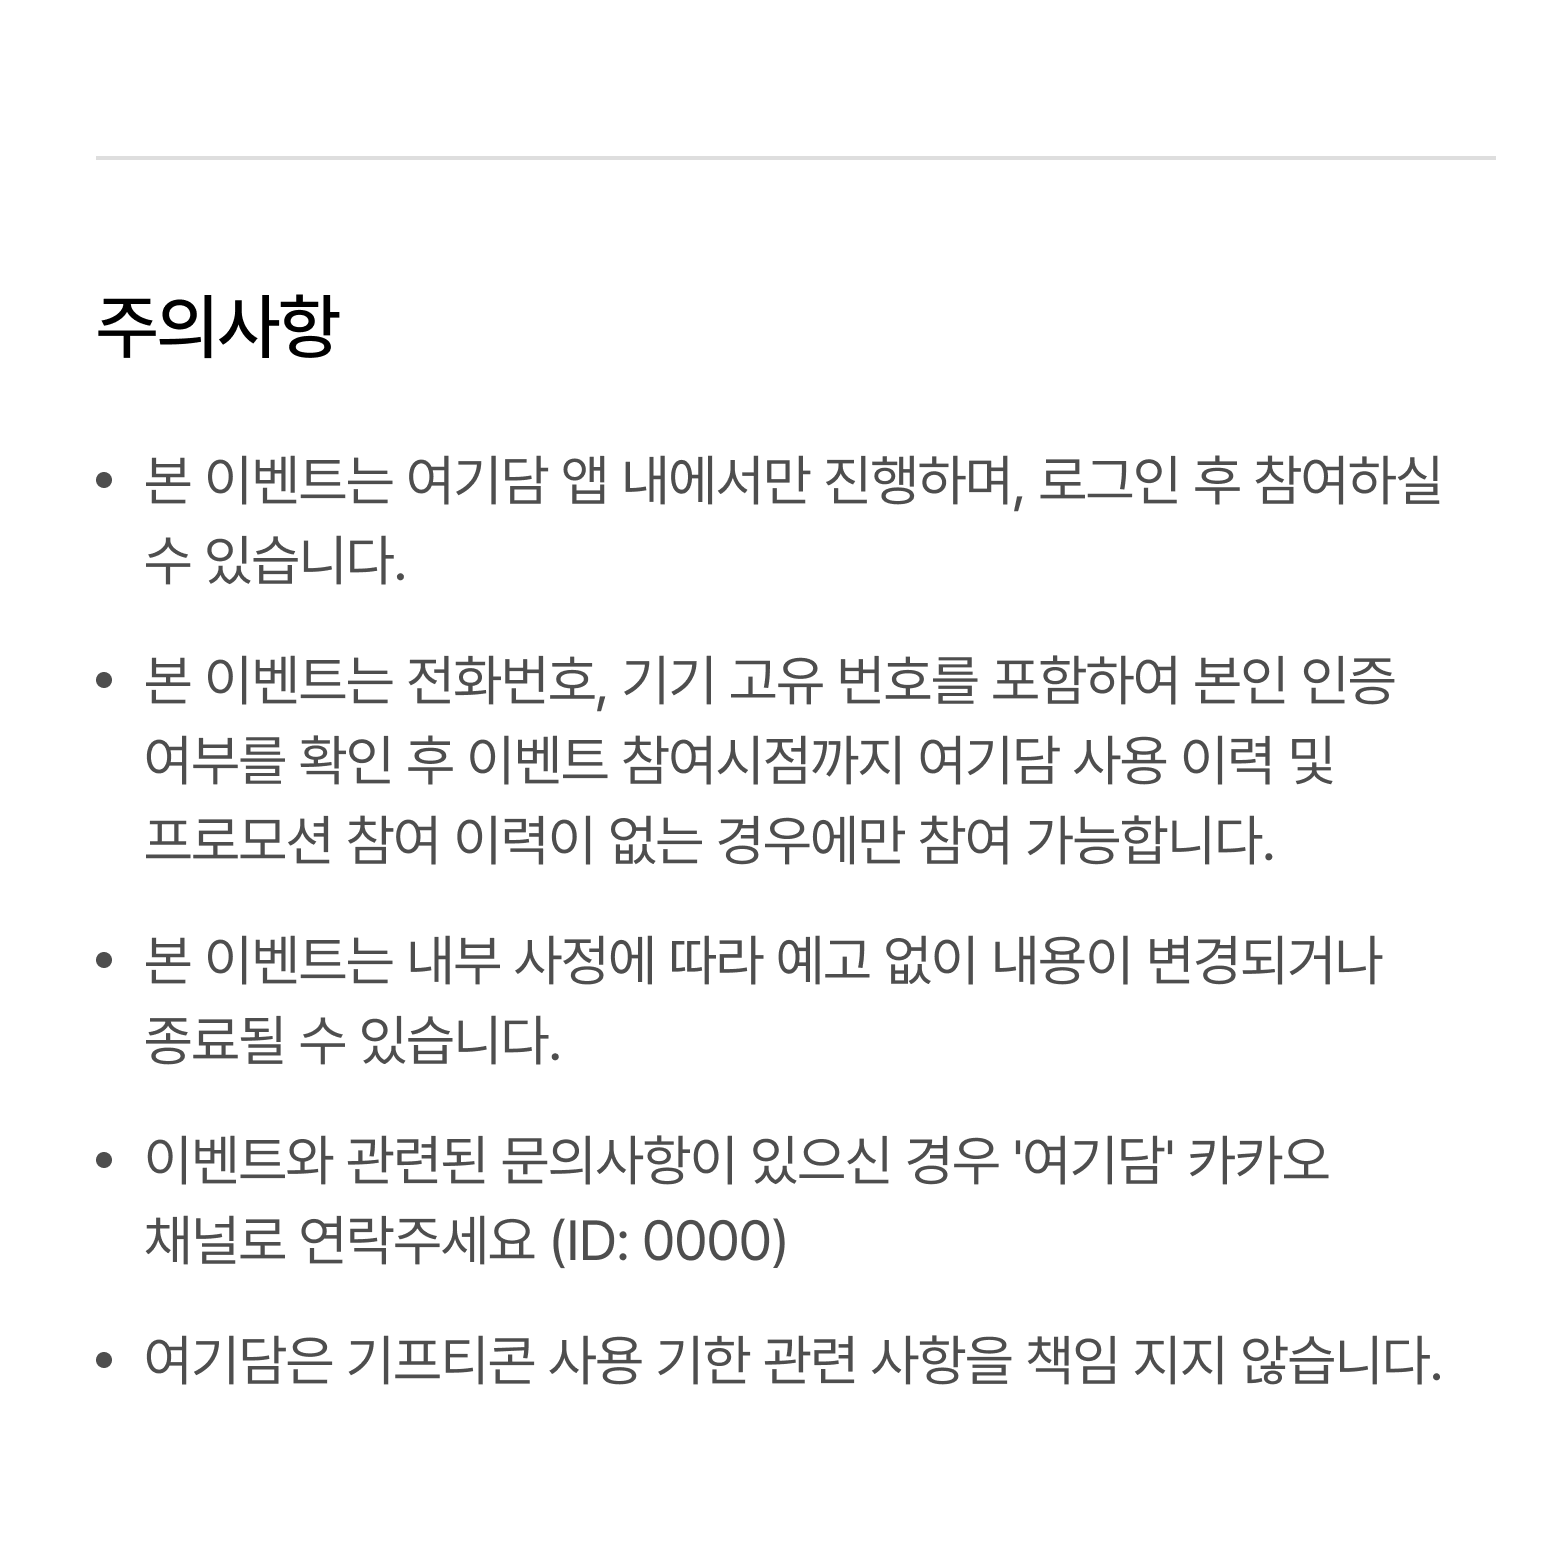 주의사항
• 본 이벤트는 여기담 앱 내에서만 진행하며, 로그인 후 참여하실
수 있습니다.
• 본 이벤트는 전화번호, 기기 고유 번호를 포함하여 본인 인증
여부를 확인 후 이벤트 참여시점까지 여기담 사용 이력 및
프로모션 참여 이력이 없는 경우에만 참여 가능합니다.
• 본 이벤트는 내부 사정에 따라 예고 없이 내용이 변경되거나
종료될 수 있습니다.
• 이벤트와 관련된 문의사항이 있으신 경우 '여기담' 카카오
채널로 연락주세요 (ID: 0000)
• 여기담은 기프티콘 사용 기한 관련 사항을 책임 지지 않습니다.